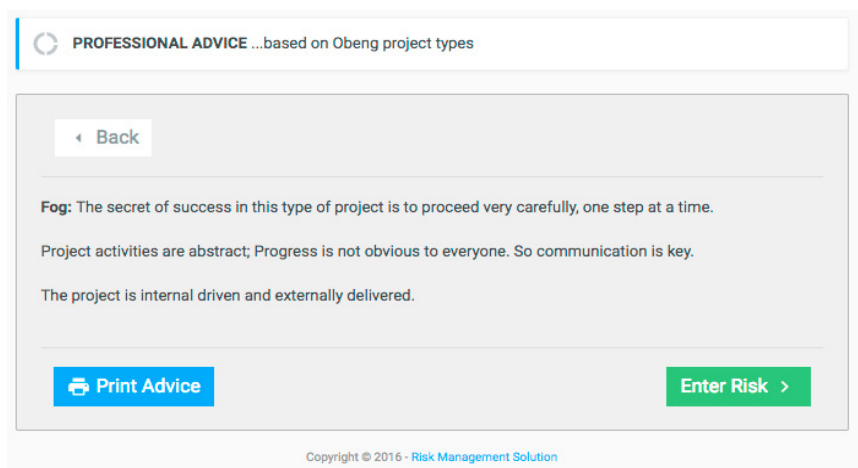 PROFESSIONAL ADVICE ...based on Obeng project types
Back
Fog: The secret of success in this type of project is to proceed very carefully, one step at a time.
Project activities are abstract; Progress is not obvious to everyone. So communication is key.
The project is internal driven and externally delivered.
Print Advice
Enter Risk
Copyright © 2016 - Risk Management Solution